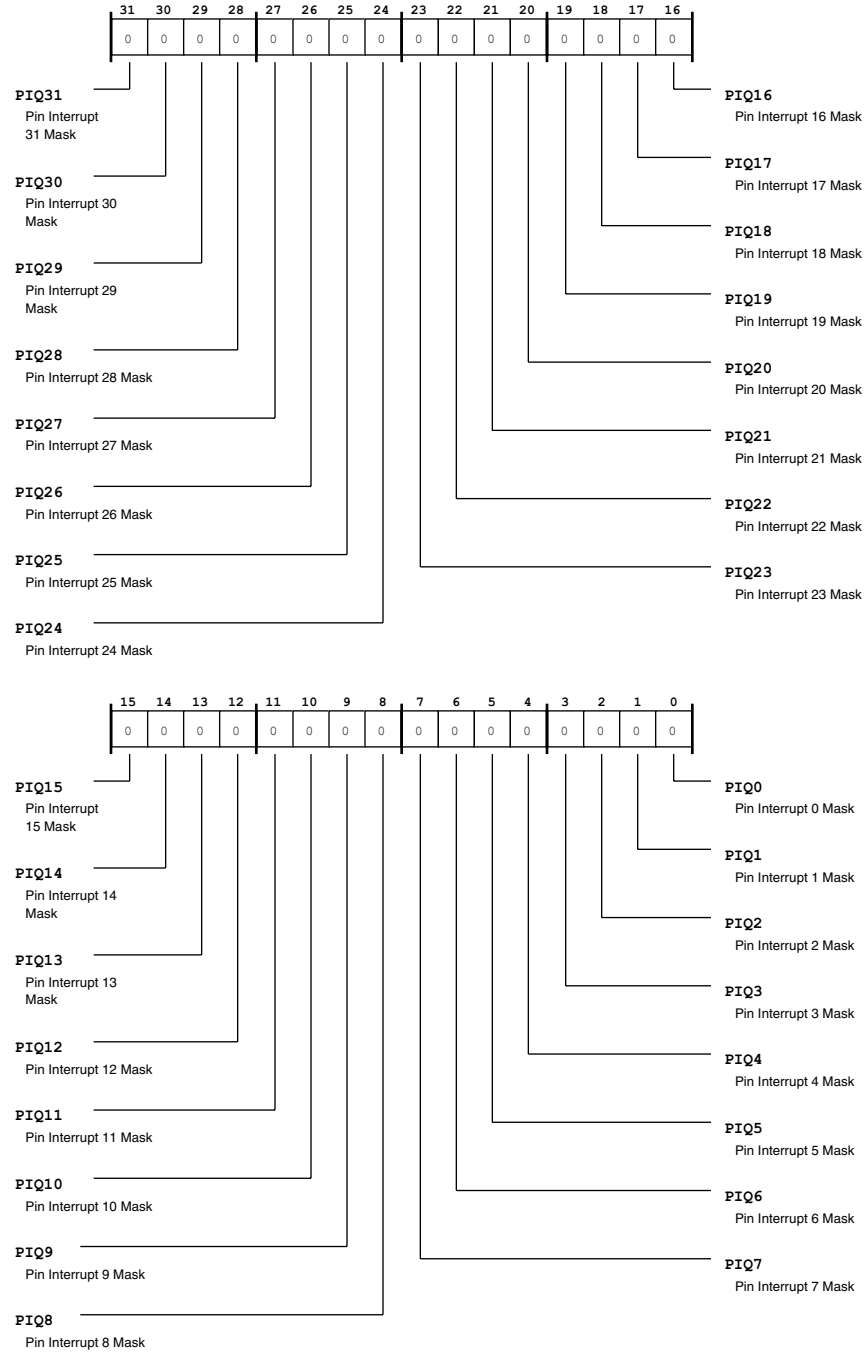 31 30 29 28 27 26 25 24 23 22 21 20 19 18 17 16
0 0 0 0 0 0 0 0 0 0 0 0 0 0 0 0
PIQ31
Pin Interrupt
31 Mask
PIQ30
Pin Interrupt 30
Mask
PIQ29
Pin Interrupt 29
Mask
PIQ28
Pin Interrupt 28 Mask
PIQ27
Pin Interrupt 27 Mask
PIQ26
Pin Interrupt 26 Mask
PIQ25
Pin Interrupt 25 Mask
PIQ24
Pin Interrupt 24 Mask
PIQ16
Pin Interrupt 16 Mask
PIQ17
Pin Interrupt 17 Mask
PIQ18
Pin Interrupt 18 Mask
PIQ19
Pin Interrupt 19 Mask
PIQ20
Pin Interrupt 20 Mask
PIQ21
Pin Interrupt 21 Mask
PIQ22
Pin Interrupt 22 Mask
PIQ23
Pin Interrupt 23 Mask
15 14 13 12 11 10 9 8 7 6 5 4 3 2 1 0
0 0 0 0 0 0 0 0 0 0 0 0 0 0 0 0
PIQ15
Pin Interrupt
15 Mask
PIQ14
Pin Interrupt 14
Mask
PIQ13
Pin Interrupt 13
Mask
PIQ12
Pin Interrupt 12 Mask
PIQ11
Pin Interrupt 11 Mask
PIQ10
Pin Interrupt 10 Mask
PIQ9
Pin Interrupt 9 Mask
PIQ8
Pin Interrupt 8 Mask
PIQ0
Pin Interrupt 0 Mask
PIQ1
Pin Interrupt 1 Mask
PIQ2
Pin Interrupt 2 Mask
PIQ3
Pin Interrupt 3 Mask
PIQ4
Pin Interrupt 4 Mask
PIQ5
Pin Interrupt 5 Mask
PIQ6
Pin Interrupt 6 Mask
PIQ7
Pin Interrupt 7 Mask